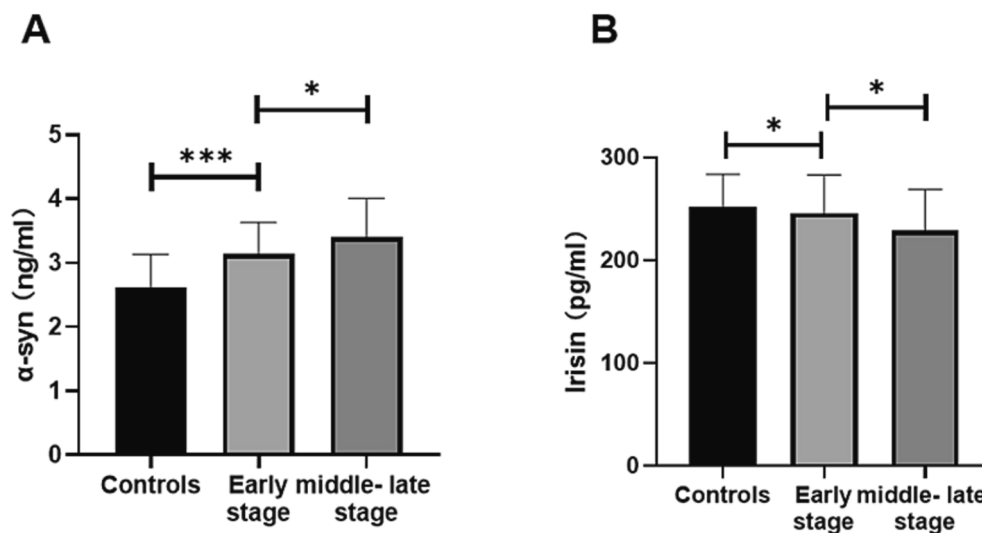 A
α-syn (ng/ml)
5
4
3
2
1
0
***
*
Controls
Early
stage
middle- late
stage
B
Irisin (pg/ml)
300
200
100
0
*
*
Controls
Early
stage
middle- late
stage